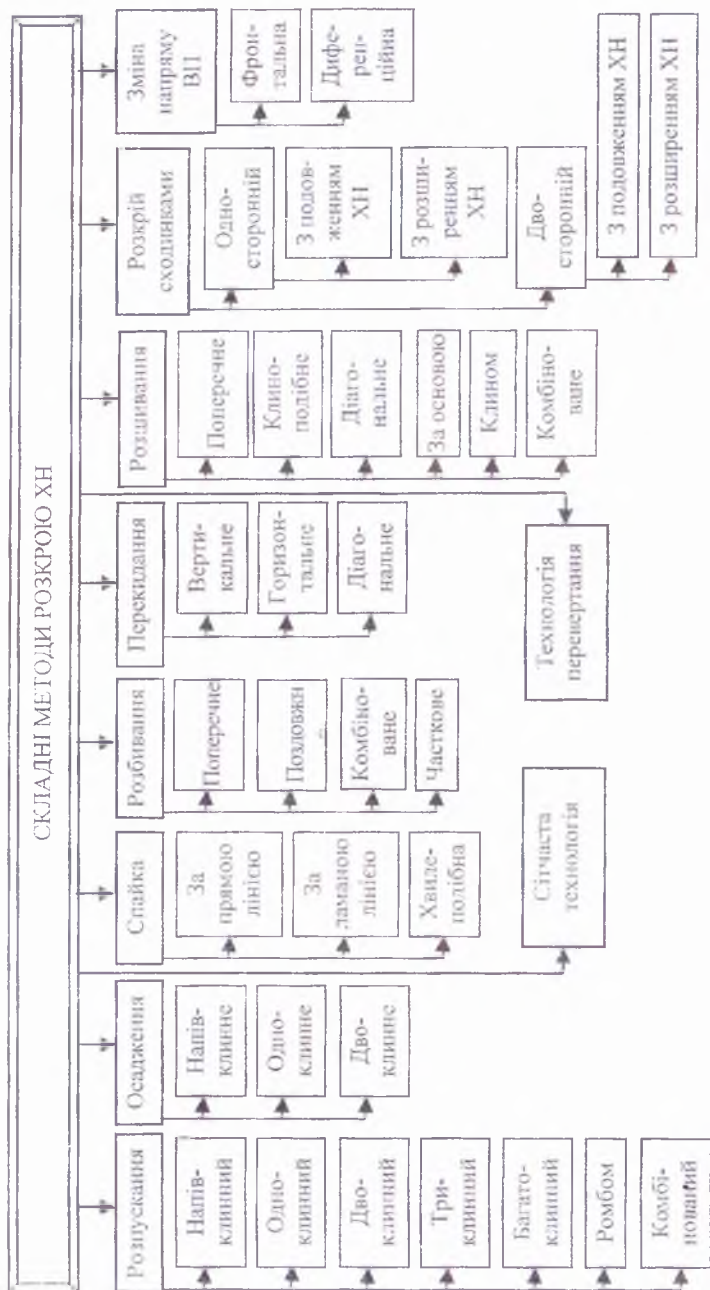 СКЛАДНІ МЕТОДИ РОЗКРОЮ ХН
Розпускання
Напів-
клинний
Одно-
клинний
Дво-
клинний
Три-
клинний
Багато-
клинний
Ромбом
Комбі-
нований
Осадження
Напів-
клинне
Одно-
клинне
Дво-
клинне
Спайка
За
прямою
лінією
За
ламаною
лінією
Хвиле-
подібна
Розбивання
Поперечне
Поздовжн
Комбіно-
ване
Часткове
Перекидання
Верти-
кальне
Горизон-
тальне
Діаго-
нальне
Розшивання
Поперечне
Клино-
подібне
Діаго-
нальне
За основою
Клином
Комбіно-
ване
Розкрій
сходинками
Одно-
сторонній
З подов-
женням
ХН
З розши-
ренням
ХН
Дво-
сторонній
З подовженням ХН
З розширенням ХН
Зміна
напряму
ВП
Фрон-
тальна
Дифе-
рен-
ційна
Сітчаста
технологія
Технологія
перевертання